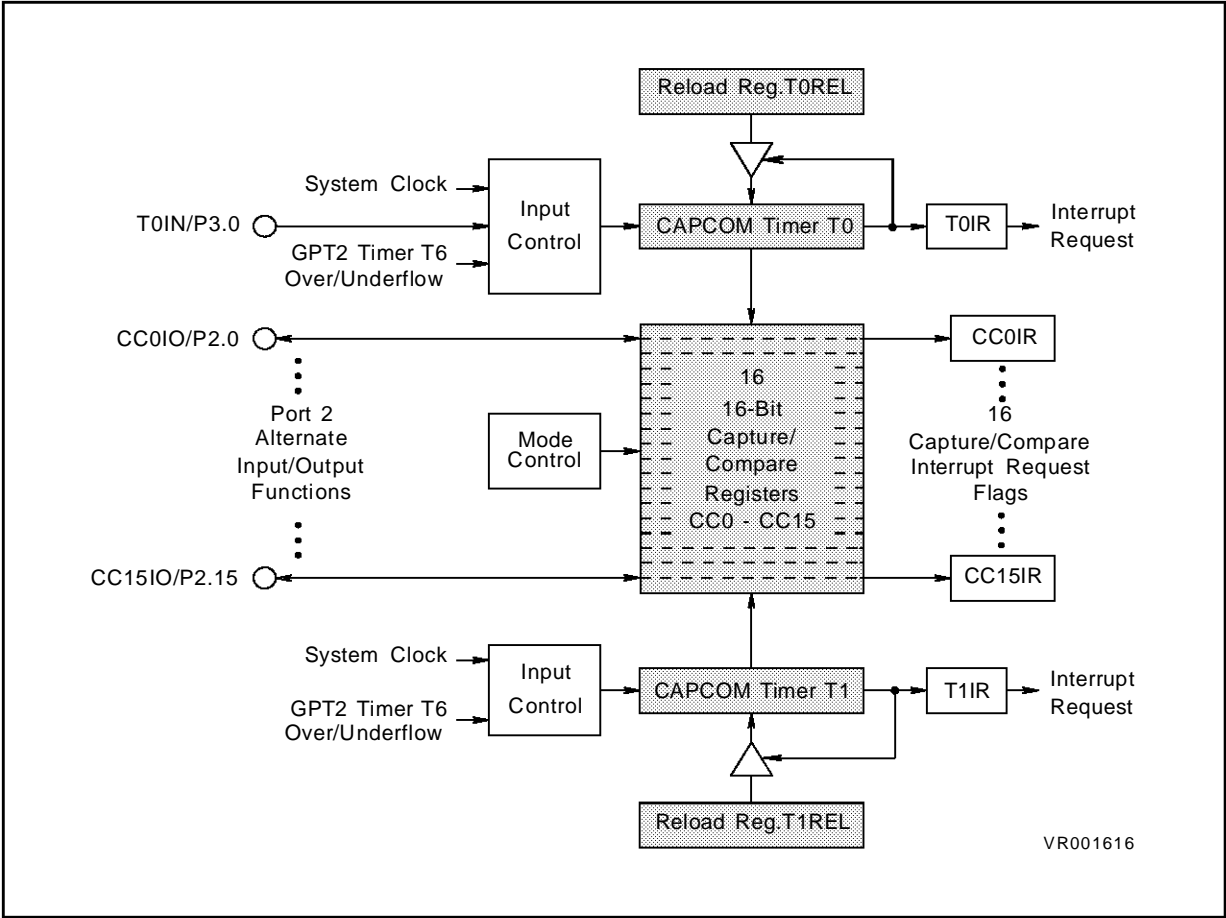 Reload Reg.T0REL
System Clock
T0IN/P3.0
GPT2 Timer T6
Over/Underflow
Input
Control
CAPCOM Timer T0
T0IR
Interrupt
Request
CC0IO/P2.0
CC0IR
Port 2
Alternate
Input/Output
Functions
Mode
Control
16
16-Bit
Capture/
Compare
Registers
CC0 - CC15
16
Capture/Compare
Interrupt Request
Flags
CC15IO/P2.15
CC15IR
System Clock
GPT2 Timer T6
Over/Underflow
Input
Control
CAPCOM Timer T1
T1IR
Interrupt
Request
Reload Reg.T1REL
VR001616